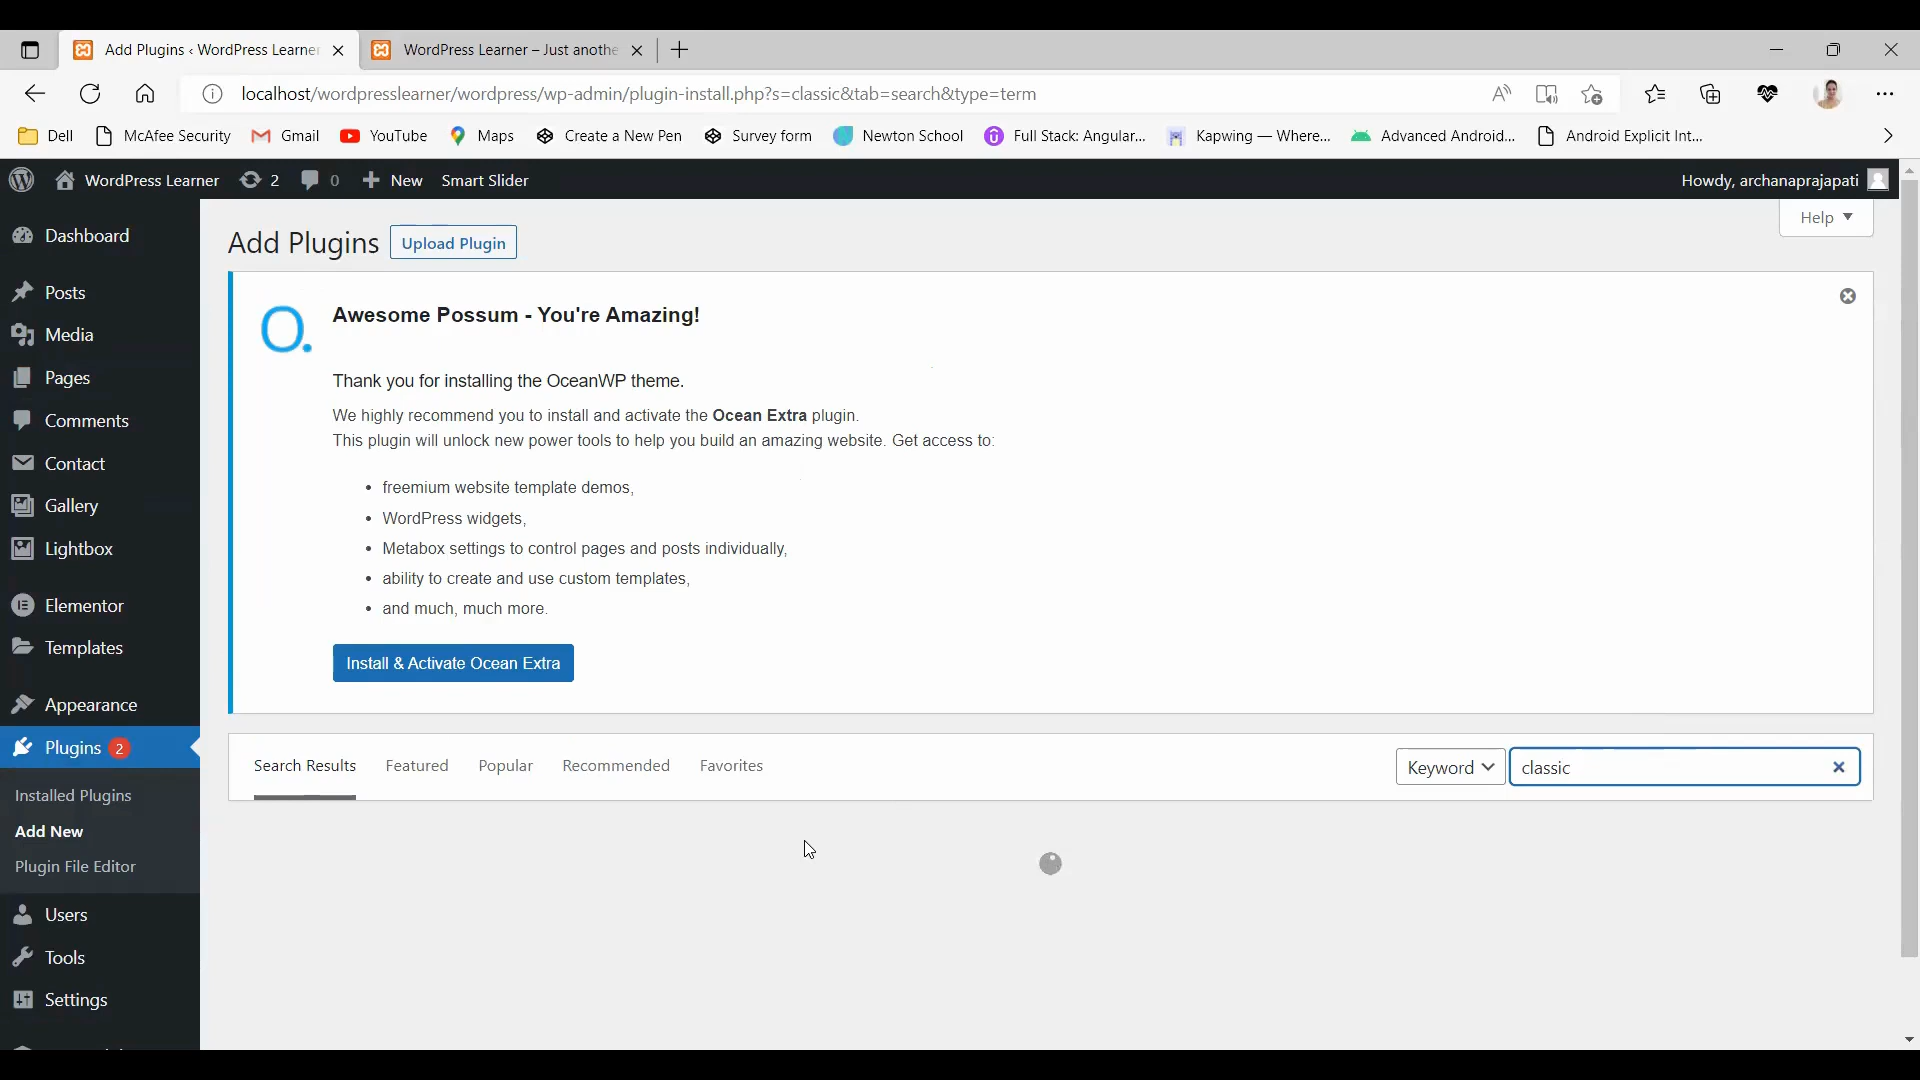 Add Plugins ‹ WordPress Learner
WordPress Learner – Just anothe
localhost/wordpresslearner/wordpress/wp-admin/plugin-install.php?s=classic&tab=search&type=term
Dell
McAfee Security
Gmail
YouTube
Maps
Create a New Pen
Survey form
Newton School
Full Stack: Angular...
Kapwing — Where...
Advanced Android...
Android Explicit Int...
WordPress Learner
2
0
New
Smart Slider
Howdy, archanaprajapati
Help
Dashboard
Posts
Media
Pages
Comments
Contact
Gallery
Lightbox
Elementor
Templates
Appearance
Plugins 2
Installed Plugins
Add New
Plugin File Editor
Users
Tools
Settings
Add Plugins
Upload Plugin
O.
Awesome Possum - You're Amazing!
Thank you for installing the OceanWP theme.
We highly recommend you to install and activate the Ocean Extra plugin.
This plugin will unlock new power tools to help you build an amazing website. Get access to:
• freemium website template demos,
• WordPress widgets,
• Metabox settings to control pages and posts individually,
• ability to create and use custom templates,
• and much, much more.
Install & Activate Ocean Extra
Search Results
Featured
Popular
Recommended
Favorites
Keyword
classic